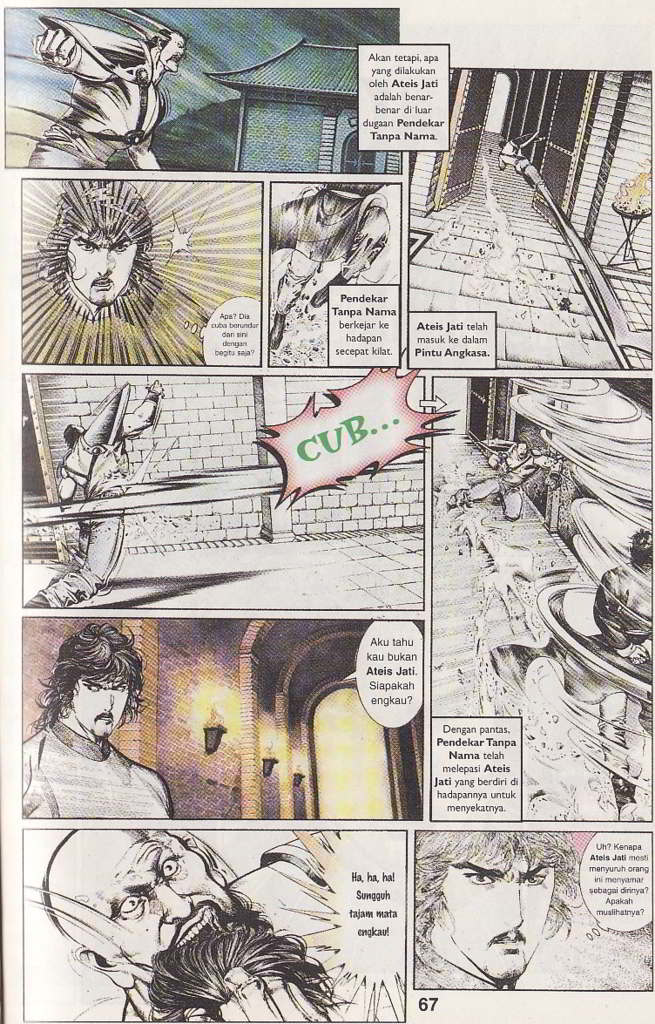 Akan tetapi, apa
yang dilakukan
oleh Ateis Jati
adalah benar-
benar di luar
dugaan Pendekar
Tanpa Nama.
Apa? Dia
cuba berundur
dari sini
dengan
begitu saja?
Pendekar
Tanpa Nama
berkejar ke
hadapan
secepat kilat.
Ateis Jati telah
masuk ke dalam
Pintu Angkasa.
CUB...
Dengan pantas,
Pendekar Tanpa
Nama telah
melepasi Ateis
Jati yang berdiri di
hadapannya untuk
menyekatnya.
Aku tahu
kau bukan
Ateis Jati.
Siapakah
engkau?
Ha, ha, ha!
Sungguh
tajam mata
engkau!
Uh? Kenapa
Ateis Jati mesti
menyuruh orang
ini menyamar
sebagai dirinya?
Apakah
muslihatnya?
67